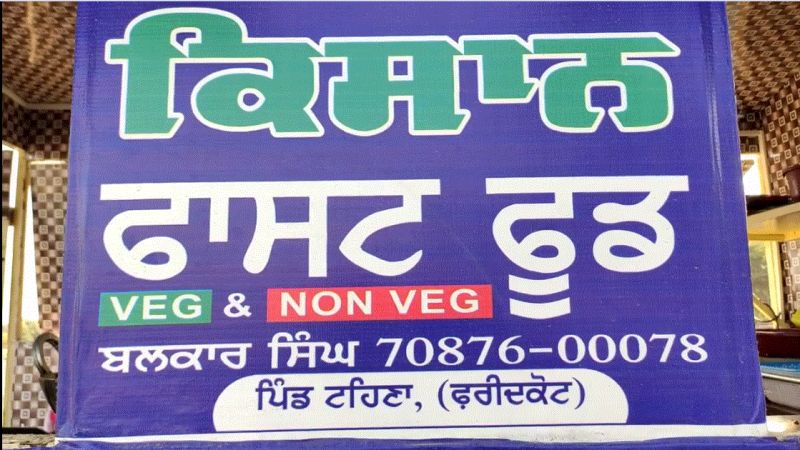 ਕਿਸਾਨ
ਫਾਸਟ ਫੂਡ
VEG & NON VEG
ਬਲਕਾਰ ਸਿੰਘ 70876-00078
ਪਿੰਡ ਟਹਿਣਾ, (ਫ਼ਰੀਦਕੋਟ)